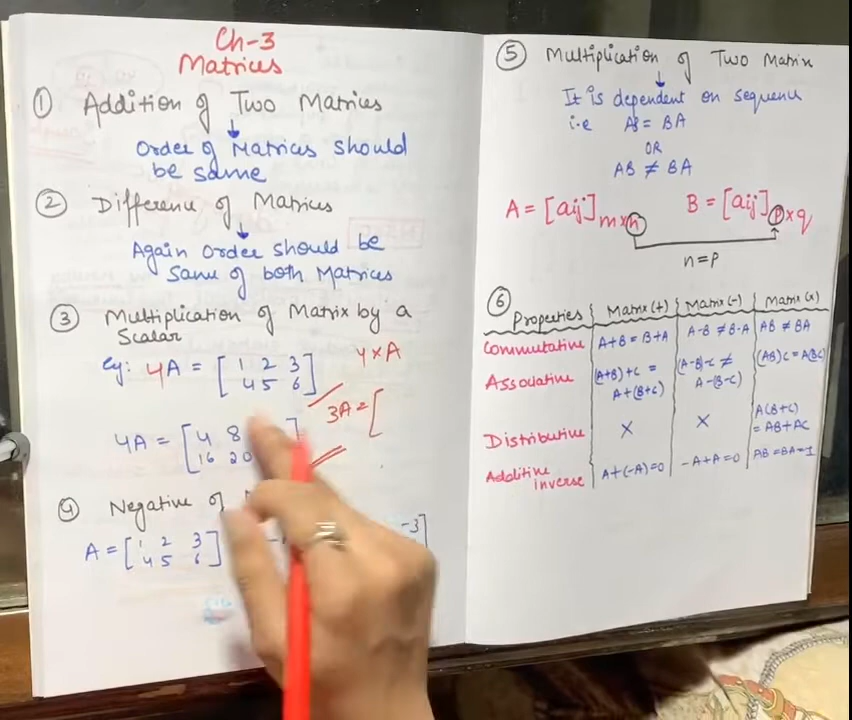 Ch-3
Matrices
① Addition of Two Matrices
↓
Order of Matrices should
be same
② Difference of Matrices
↓
Again Order should be
Same of both Matrices
③ Multiplication of Matrix by a
Scalar
eg: 4A = [1 2 3
4 5 6] 4×A
3A = [
4A = [4 8
16 20 ]
④ Negative of
A = [1 2 3
4 5 6] -3]
⑤ Multiplication of Two Matrix
↓
It is dependent on sequence
i.e AB = BA
OR
AB ≠ BA
A = [aij] m×n B = [aij] p×q
n=p
⑥ Properties Matrix (+) Matrix (-) Matrix (×)
Commutative A+B = B+A A-B ≠ B-A AB ≠ BA
Associative (A+B)+C = A+(B+C) (A-B)-C ≠ A-(B-C) (AB)C = A(BC)
Distributive × × A(B+C) = AB+AC
Additive inverse A+(-A)=0 -A+A=0 AB=BA=1